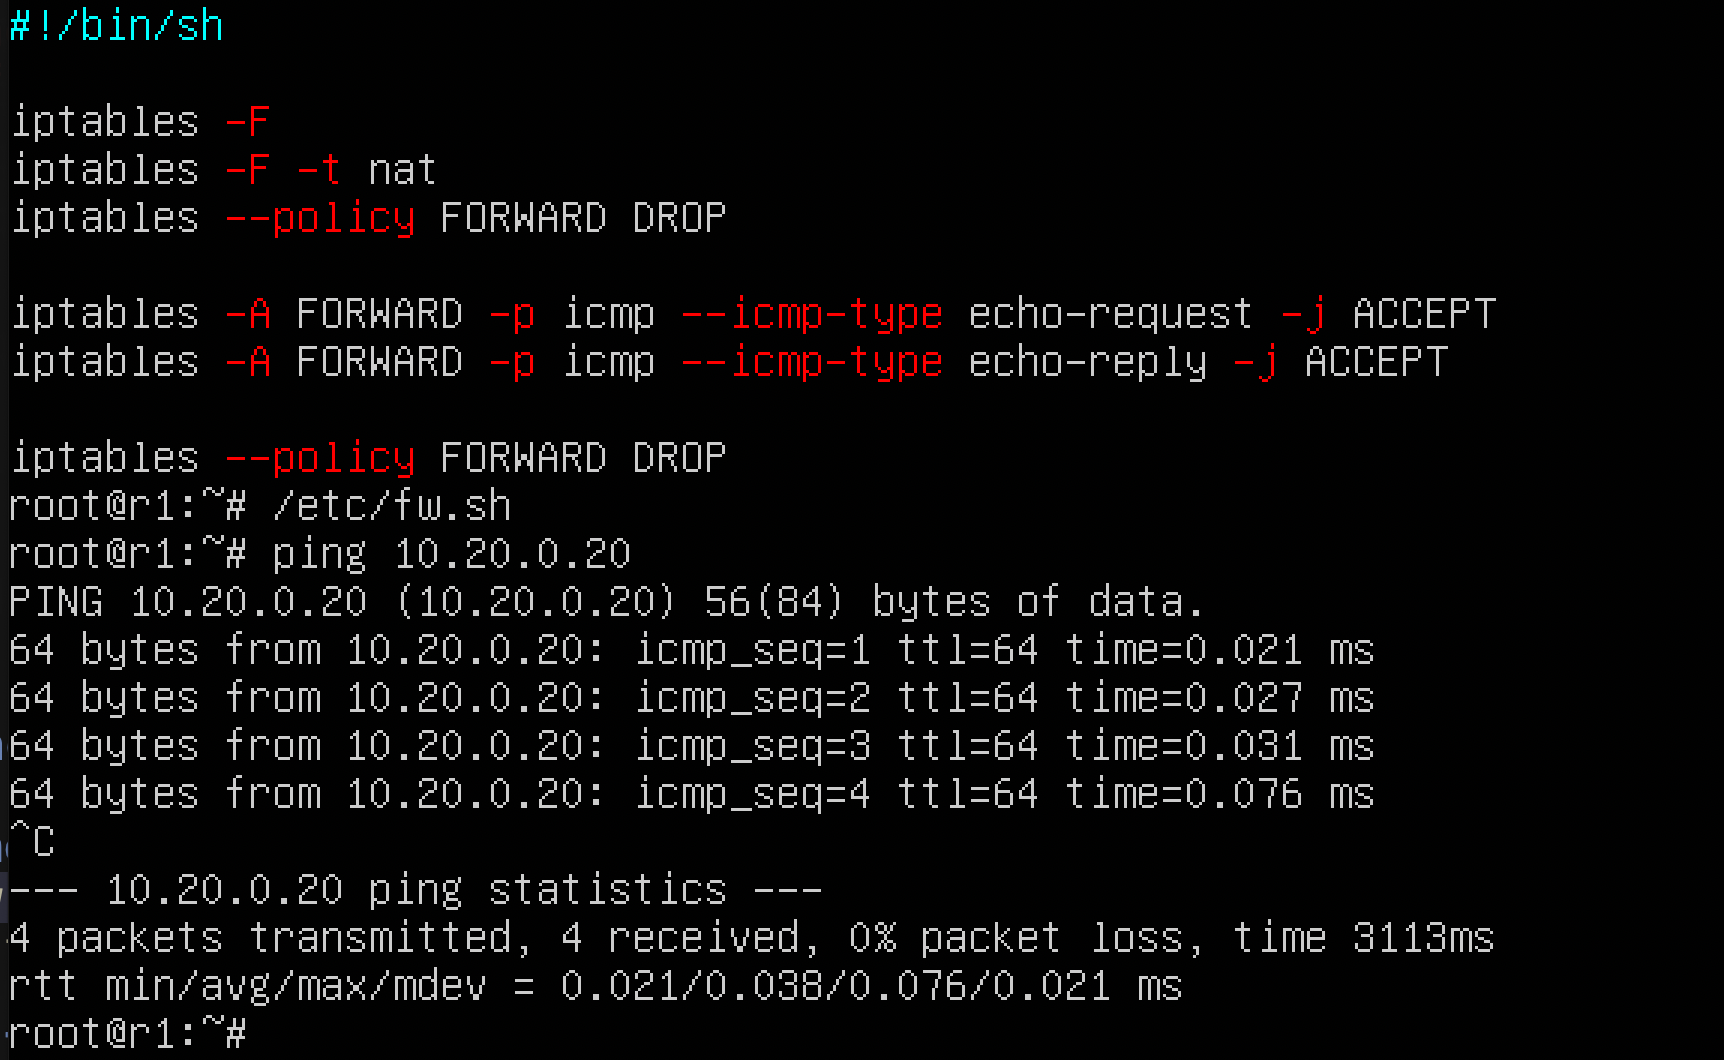 #!/bin/sh

iptables -F
iptables -F -t nat
iptables --policy FORWARD DROP

iptables -A FORWARD -p icmp --icmp-type echo-request -j ACCEPT
iptables -A FORWARD -p icmp --icmp-type echo-reply -j ACCEPT

iptables --policy FORWARD DROP
root@r1:~# /etc/fw.sh
root@r1:~# ping 10.20.0.20
PING 10.20.0.20 (10.20.0.20) 56(84) bytes of data.
64 bytes from 10.20.0.20: icmp_seq=1 ttl=64 time=0.021 ms
64 bytes from 10.20.0.20: icmp_seq=2 ttl=64 time=0.027 ms
64 bytes from 10.20.0.20: icmp_seq=3 ttl=64 time=0.031 ms
64 bytes from 10.20.0.20: icmp_seq=4 ttl=64 time=0.076 ms
^C
--- 10.20.0.20 ping statistics ---
4 packets transmitted, 4 received, 0% packet loss, time 3113ms
rtt min/avg/max/mdev = 0.021/0.038/0.076/0.021 ms
root@r1:~#